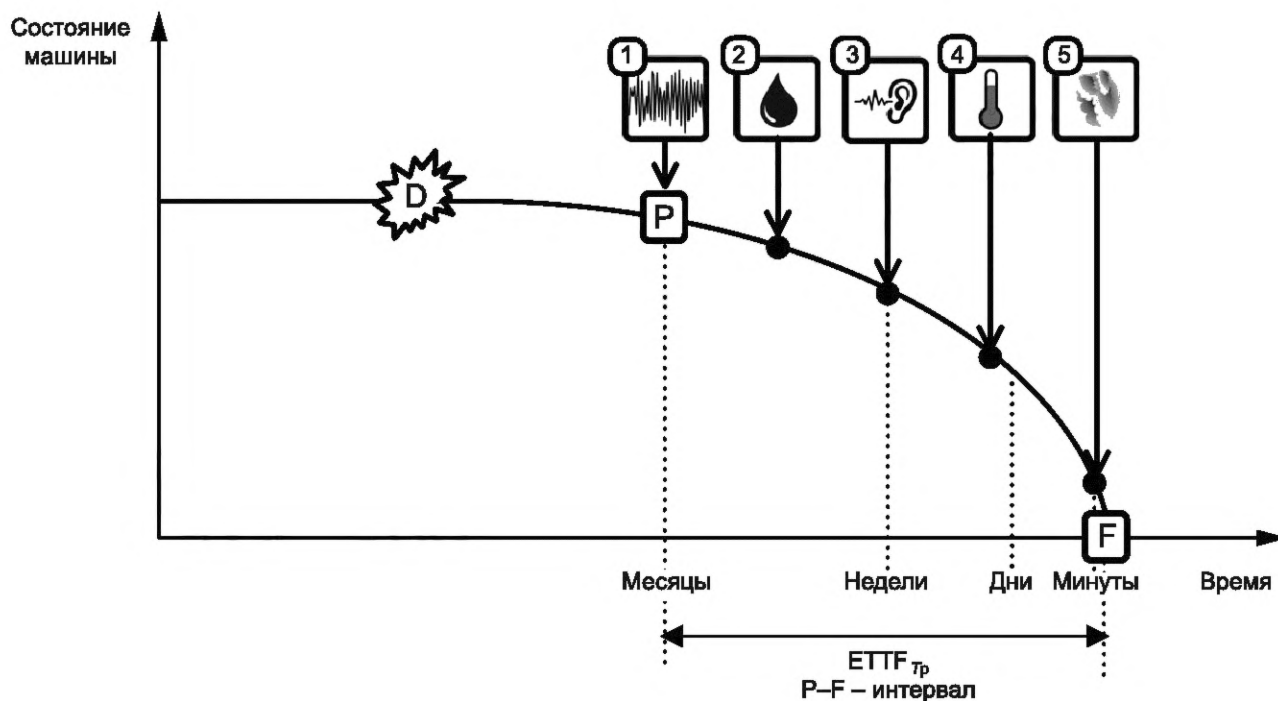 Состояние
машины
1
2
3
4
5
D
P
F
Месяцы
Недели
Дни
Минуты
Время
ETTF Tp
P–F – интервал